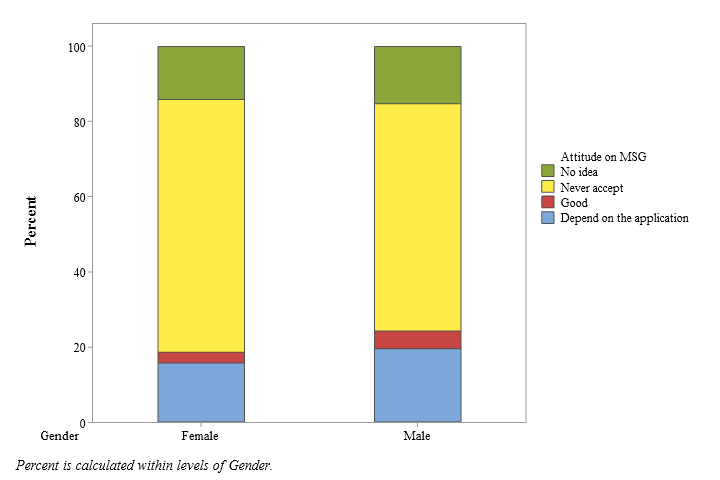 100
80
60
40
20
0
Percent
Gender
Female
Male
Attitude on MSG
No idea
Never accept
Good
Depend on the application
Percent is calculated within levels of Gender.